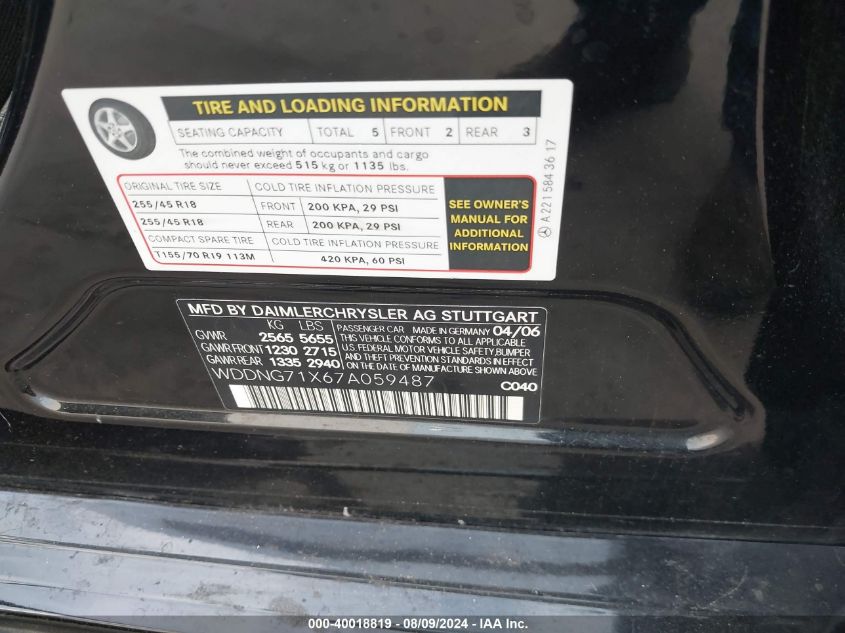 TIRE AND LOADING INFORMATION
SEATING CAPACITY TOTAL 5 FRONT 2 REAR 3
The combined weight of occupants and cargo
should never exceed 515 kg or 1135 lbs.
ORIGINAL TIRE SIZE COLD TIRE INFLATION PRESSURE
255/45 R18 FRONT 200 KPA, 29 PSI
255/45 R18 REAR 200 KPA, 29 PSI
COMPACT SPARE TIRE COLD TIRE INFLATION PRESSURE
T155/70 R19 113M 420 KPA, 60 PSI
SEE OWNER'S
MANUAL FOR
ADDITIONAL
INFORMATION
A 221 584 36 17
MFD BY DAIMLERCHRYSLER AG STUTTGART
KG LBS
GVWR 2565 5655
GAWR FRONT 1230 2715
GAWR REAR 1335 2940
PASSENGER CAR MADE IN GERMANY 04/06
THIS VEHICLE CONFORMS TO ALL APPLICABLE
U.S. FEDERAL MOTOR VEHICLE SAFETY, BUMPER
AND THEFT PREVENTION STANDARDS IN EFFECT
ON THE DATE OF MANUFACTURE SHOWN ABOVE.
WDDNG71X67A059487
C040
000-40018819 - 08/09/2024 - IAA Inc.